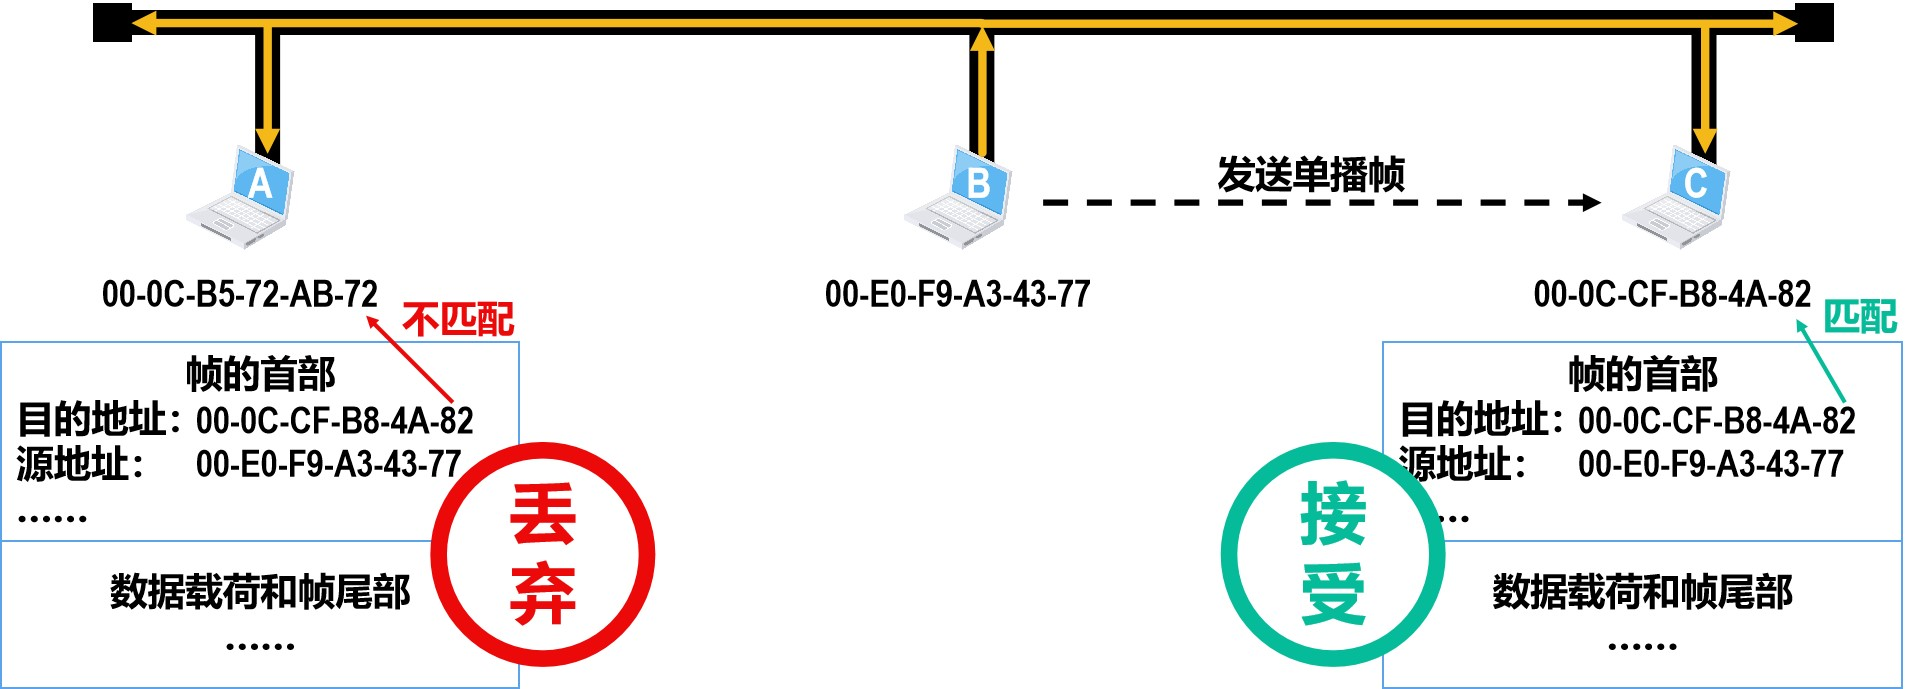 A
B
C
发送单播帧
00-0C-B5-72-AB-72
00-E0-F9-A3-43-77
00-0C-CF-B8-4A-82
不匹配
匹配
帧的首部
目的地址：00-0C-CF-B8-4A-82
源地址： 00-E0-F9-A3-43-77
……
数据载荷和帧尾部
……
丢弃
接受
帧的首部
目的地址：00-0C-CF-B8-4A-82
源地址： 00-E0-F9-A3-43-77
……
数据载荷和帧尾部
……